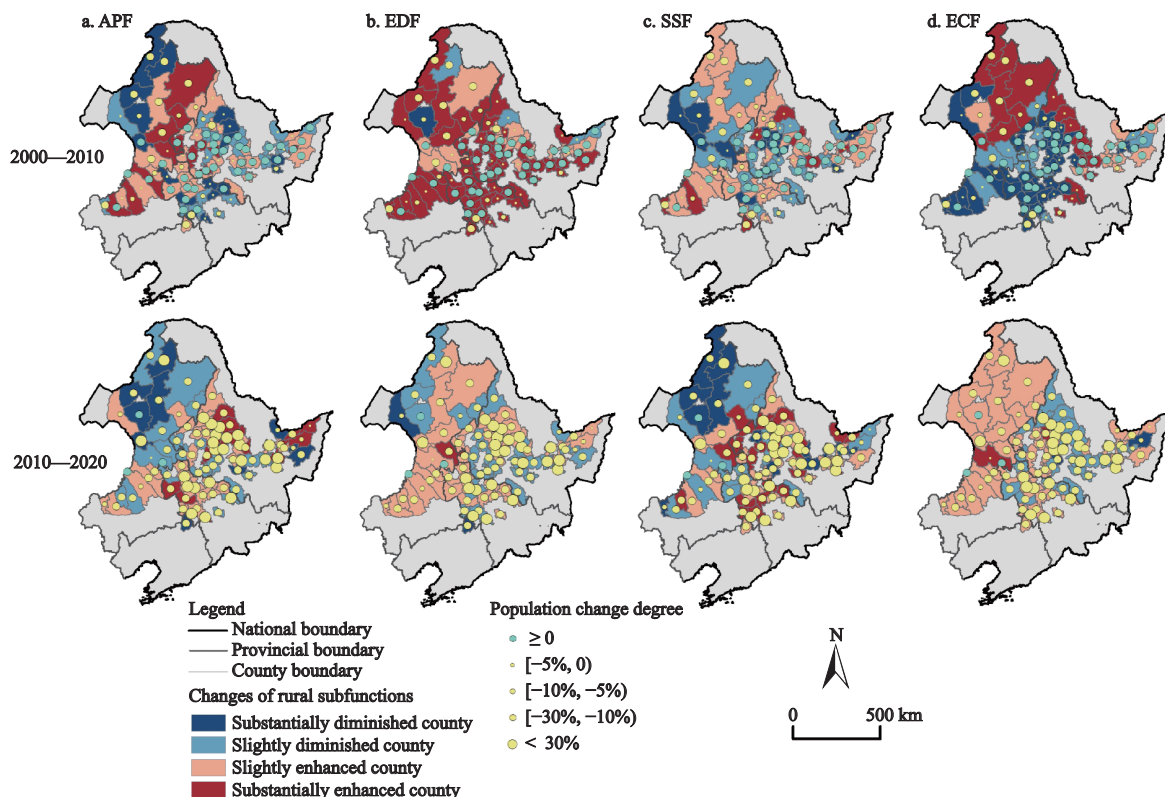 a. APF
b. EDF
c. SSF
d. ECF
2000—2010
2010—2020
Legend
National boundary
Provincial boundary
County boundary
Changes of rural subfunctions
Substantially diminished county
Slightly diminished county
Slightly enhanced county
Substantially enhanced county
Population change degree
≥ 0
[−5%, 0)
[−10%, −5%)
[−30%, −10%)
< 30%
N
0 500 km